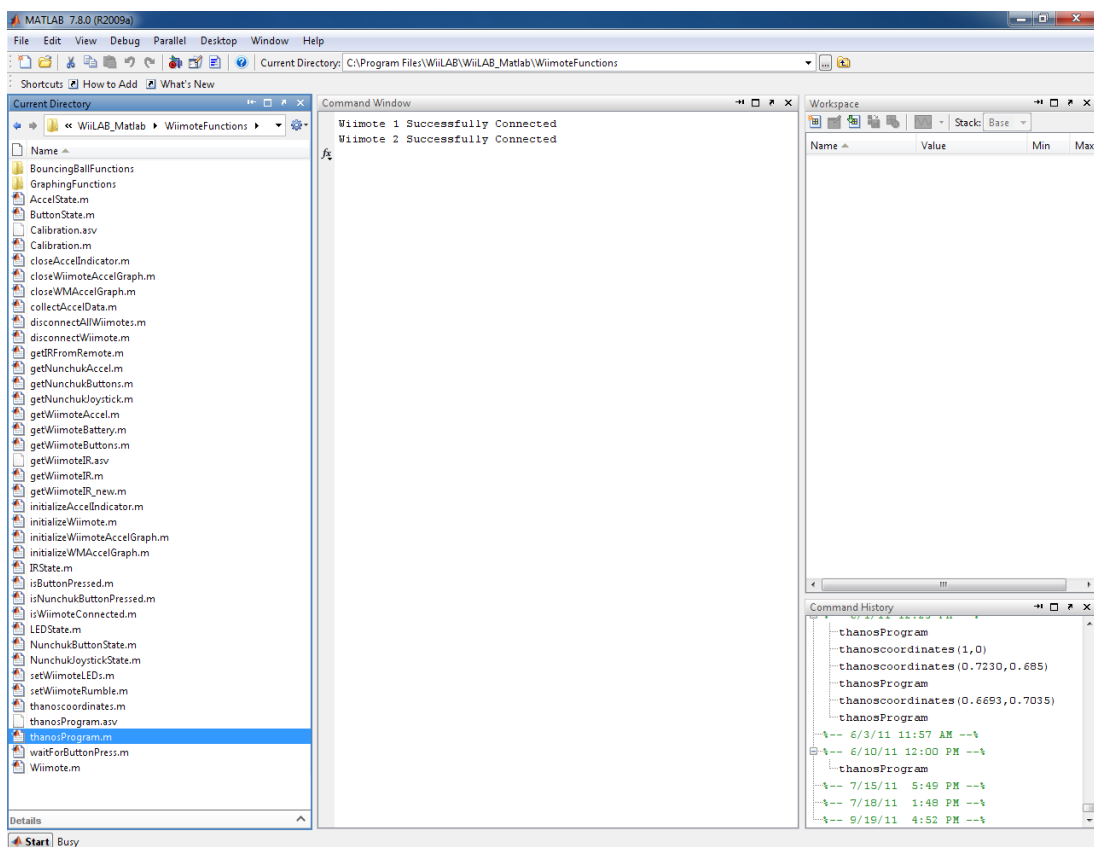 MATLAB 7.8.0 (R2009a)
File Edit View Debug Parallel Desktop Window Help
Current Directory: C:\Program Files\WiiLAB\WiiLAB_Matlab\WiimoteFunctions
Shortcuts How to Add What's New
Current Directory
« WiiLAB_Matlab WiimoteFunctions
Name
BouncingBallFunctions
GraphingFunctions
AccelState.m
ButtonState.m
Calibration.asv
Calibration.m
closeAccelIndicator.m
closeWiimoteAccelGraph.m
closeWMAccelGraph.m
collectAccelData.m
disconnectAllWiimotes.m
disconnectWiimote.m
getIRFromRemote.m
getNunchukAccel.m
getNunchukButtons.m
getNunchukJoystick.m
getWiimoteAccel.m
getWiimoteBattery.m
getWiimoteButtons.m
getWiimoteIR.asv
getWiimoteIR.m
getWiimoteIR_new.m
initializeAccelIndicator.m
initializeWiimote.m
initializeWiimoteAccelGraph.m
initializeWMAccelGraph.m
IRState.m
isButtonPressed.m
isNunchukButtonPressed.m
isWiimoteConnected.m
LEDState.m
NunchukButtonState.m
NunchukJoystickState.m
setWiimoteLEDs.m
setWiimoteRumble.m
thanoscoordinates.m
thanosProgram.asv
thanosProgram.m
waitForButtonPress.m
Wiimote.m
Details
Command Window
Wiimote 1 Successfully Connected
Wiimote 2 Successfully Connected
fx
Workspace
Stack: Base
Name Value Min Max
Command History
thanosProgram
thanoscoordinates(1,0)
thanoscoordinates(0.7230,0.685)
thanosProgram
thanoscoordinates(0.6693,0.7035)
thanosProgram
%-- 6/3/11 11:57 AM --%
%-- 6/10/11 12:00 PM --%
thanosProgram
%-- 7/15/11 5:49 PM --%
%-- 7/18/11 1:48 PM --%
%-- 9/19/11 4:52 PM --%
Start Busy